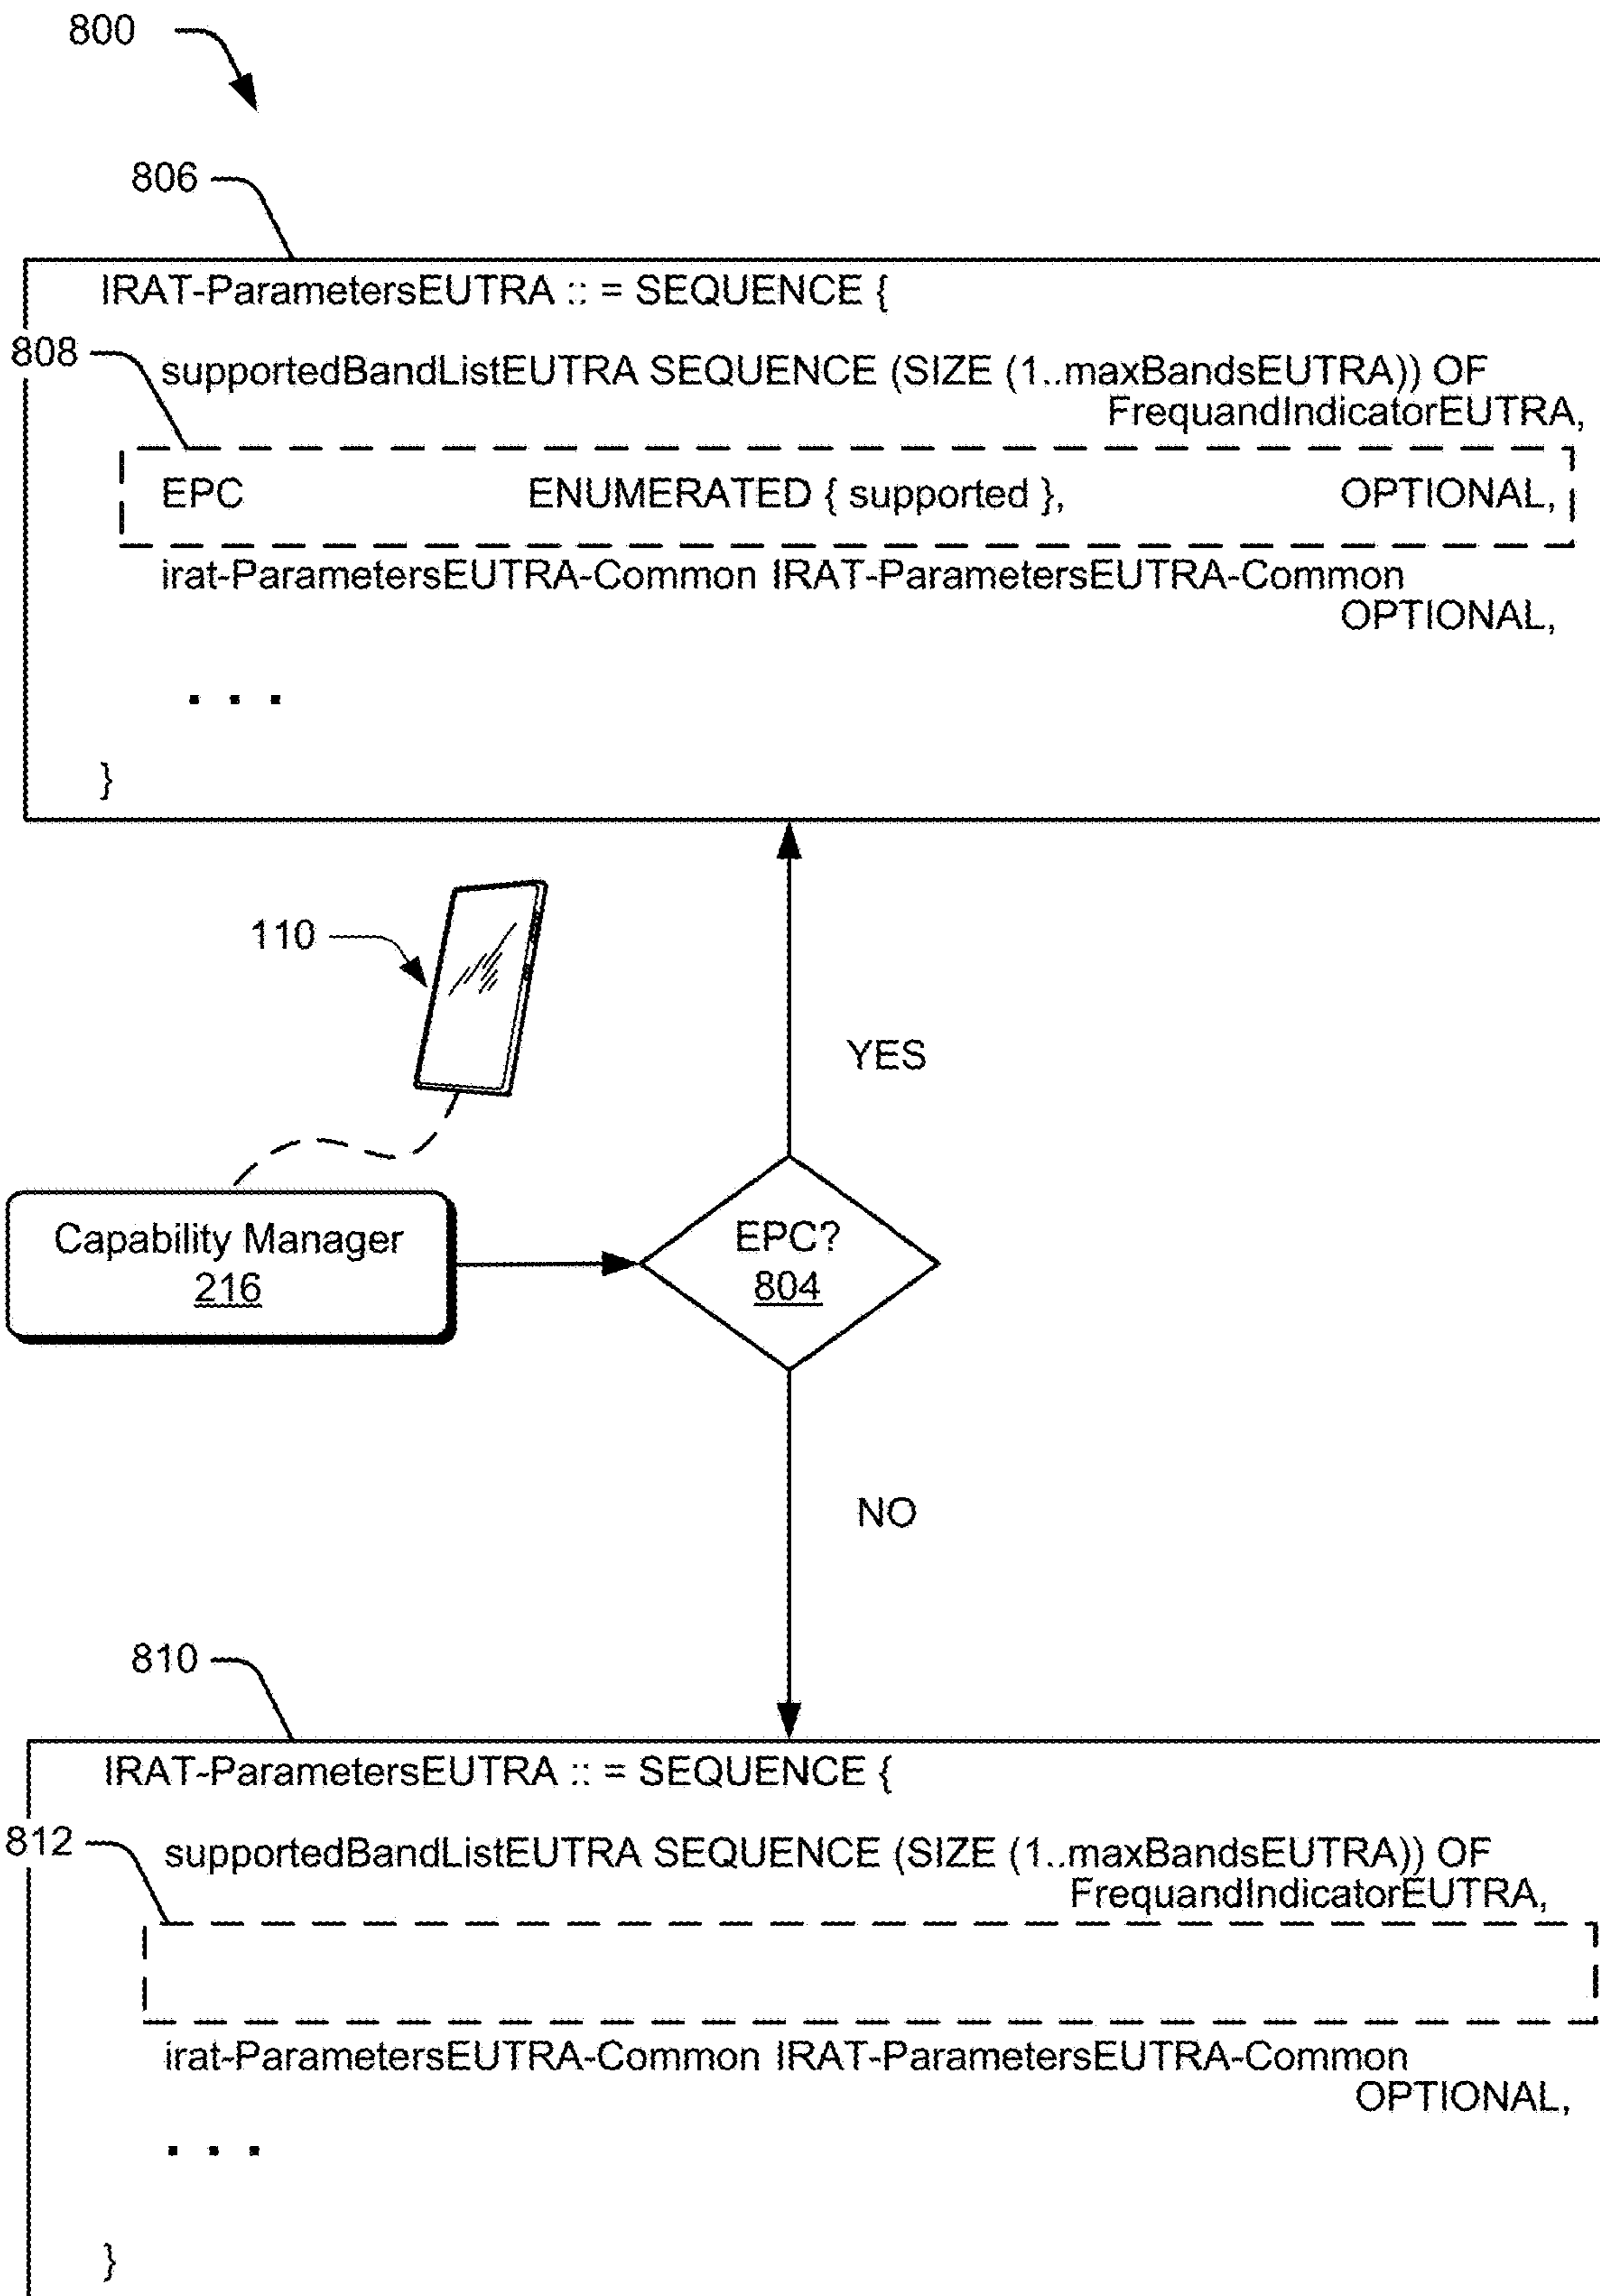 800
806
IRAT-ParametersEUTRA :: = SEQUENCE {
808
supportedBandListEUTRA SEQUENCE (SIZE (1..maxBandsEUTRA)) OF
FrequandIndicatorEUTRA,
EPC ENUMERATED { supported }, OPTIONAL,
irat-ParametersEUTRA-Common IRAT-ParametersEUTRA-Common
OPTIONAL,
. . .
}
110
YES
Capability Manager
216
EPC?
804
NO
810
IRAT-ParametersEUTRA :: = SEQUENCE {
812
supportedBandListEUTRA SEQUENCE (SIZE (1..maxBandsEUTRA)) OF
FrequandIndicatorEUTRA,
irat-ParametersEUTRA-Common IRAT-ParametersEUTRA-Common
OPTIONAL,
. . .
}